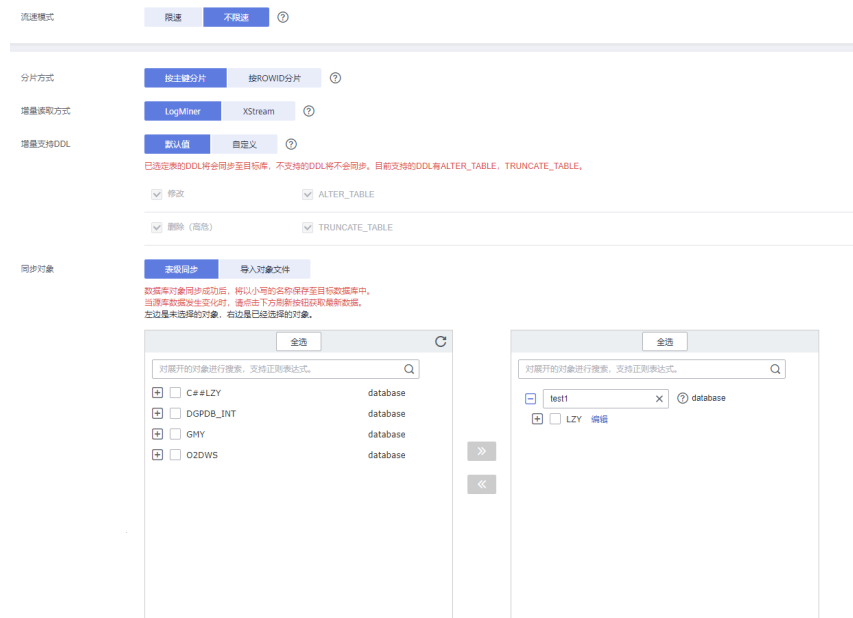 流速模式 限速 不限速
分片方式 按主键分片 按ROWID分片
增量读取方式 LogMiner XStream
增量支持DDL 默认值 自定义
已选定表的DDL将会同步至目标库，不支持的DDL将不会同步。目前支持的DDL有ALTER_TABLE，TRUNCATE_TABLE。
修改 ALTER_TABLE
删除（高危） TRUNCATE_TABLE
同步对象 表级同步 导入对象文件
数据库对象同步成功后，将以小写的名称保存至目标数据库中。
当源库数据发生变化时，请点击下方刷新按钮获取最新数据。
左边是未选择的对象，右边是已经选择的对象。
全选
对展开的对象进行搜索，支持正则表达式。
C##LZY database
DGPDB_INT database
GMY database
O2DWS database
全选
对展开的对象进行搜索，支持正则表达式。
test1 database
LZY 编辑